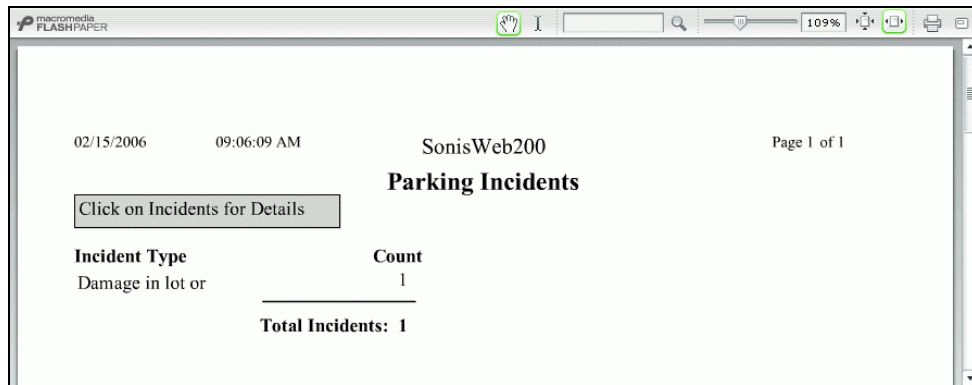 macromedia
FLASHPAPER
109%
02/15/2006 09:06:09 AM SonisWeb200 Page 1 of 1
Parking Incidents
Click on Incidents for Details
Incident Type Count
Damage in lot or 1
Total Incidents: 1